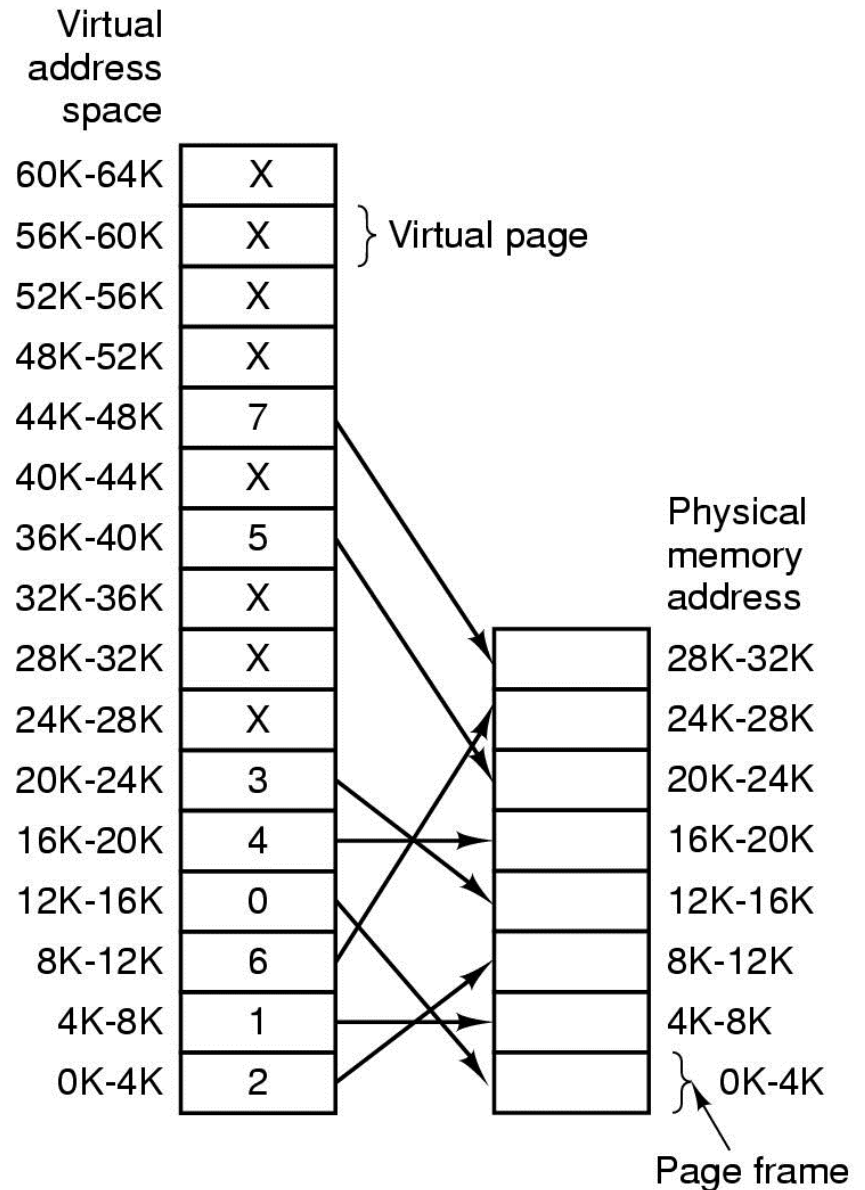 Virtual
address
space
60K-64K X
56K-60K X Virtual page
52K-56K X
48K-52K X
44K-48K 7
40K-44K X
36K-40K 5
Physical
memory
address
32K-36K X
28K-32K X 28K-32K
24K-28K X 24K-28K
20K-24K 3 20K-24K
16K-20K 4 16K-20K
12K-16K 0 12K-16K
8K-12K 6 8K-12K
4K-8K 1 4K-8K
0K-4K 2 0K-4K
Page frame